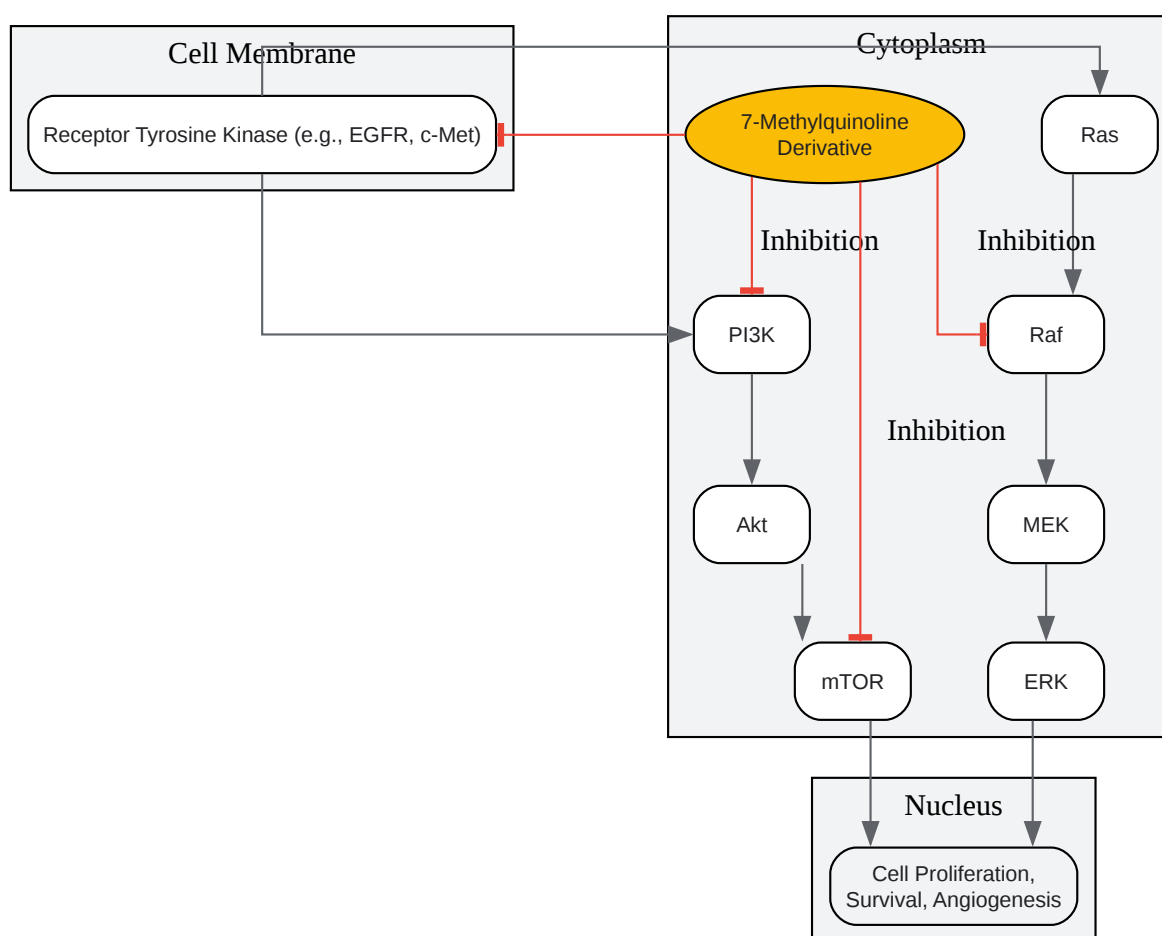 Cell Membrane
Cytoplasm
Receptor Tyrosine Kinase (e.g., EGFR, c-Met)
7-Methylquinoline
Derivative
Ras
Inhibition
Inhibition
PI3K
Raf
Inhibition
Akt
MEK
mTOR
ERK
Nucleus
Cell Proliferation,
Survival, Angiogenesis